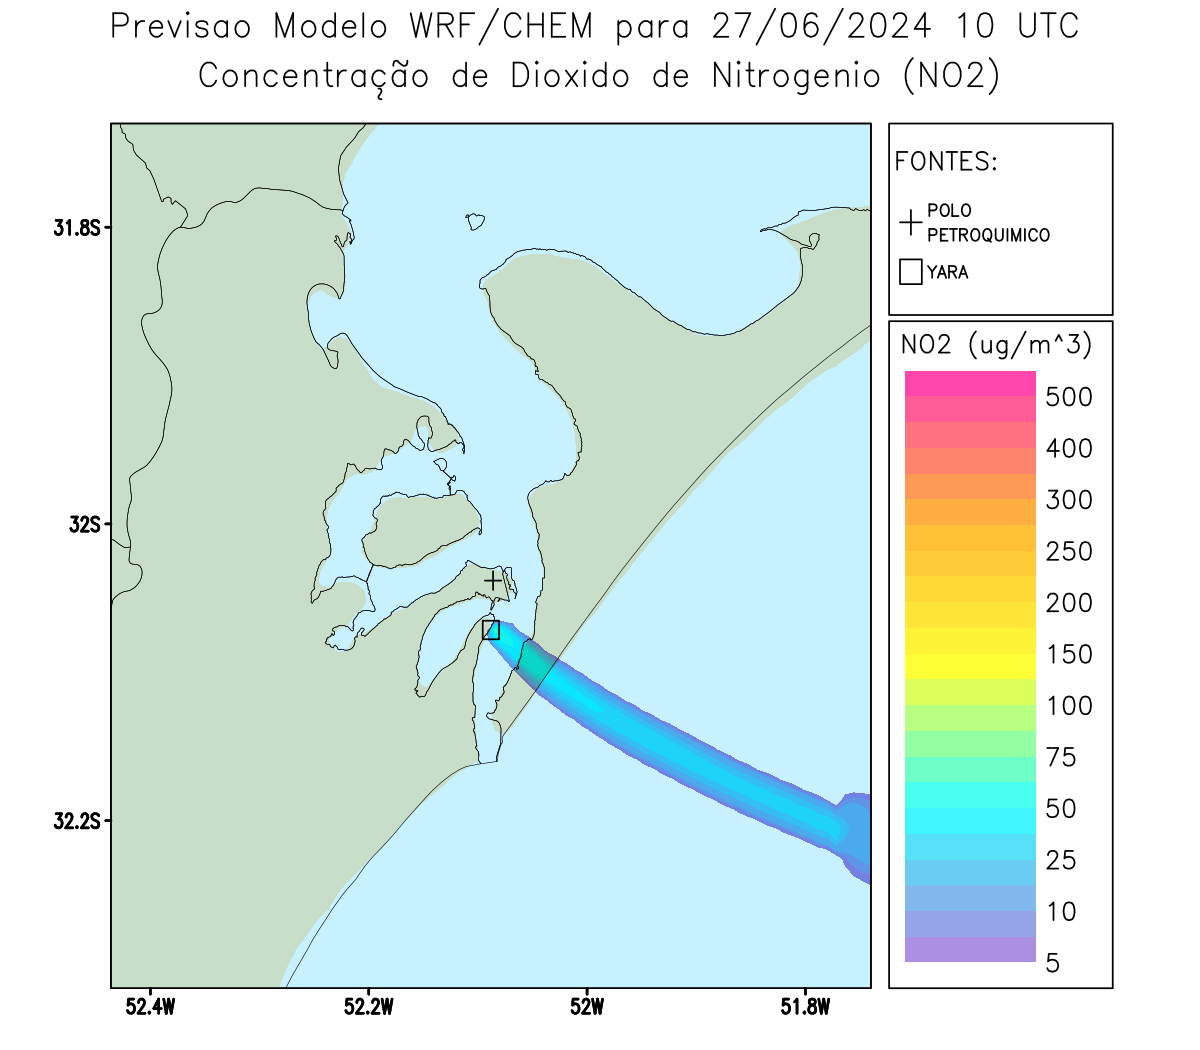 Previsao Modelo WRF/CHEM para 27/06/2024 10 UTC
Concentração de Dioxido de Nitrogenio (NO2)
FONTES:
POLO
PETROQUIMICO
YARA
NO2 (ug/m^3)
500
400
300
250
200
150
100
75
50
25
10
5
31.8S
32S
32.2S
52.4W
52.2W
52W
51.8W